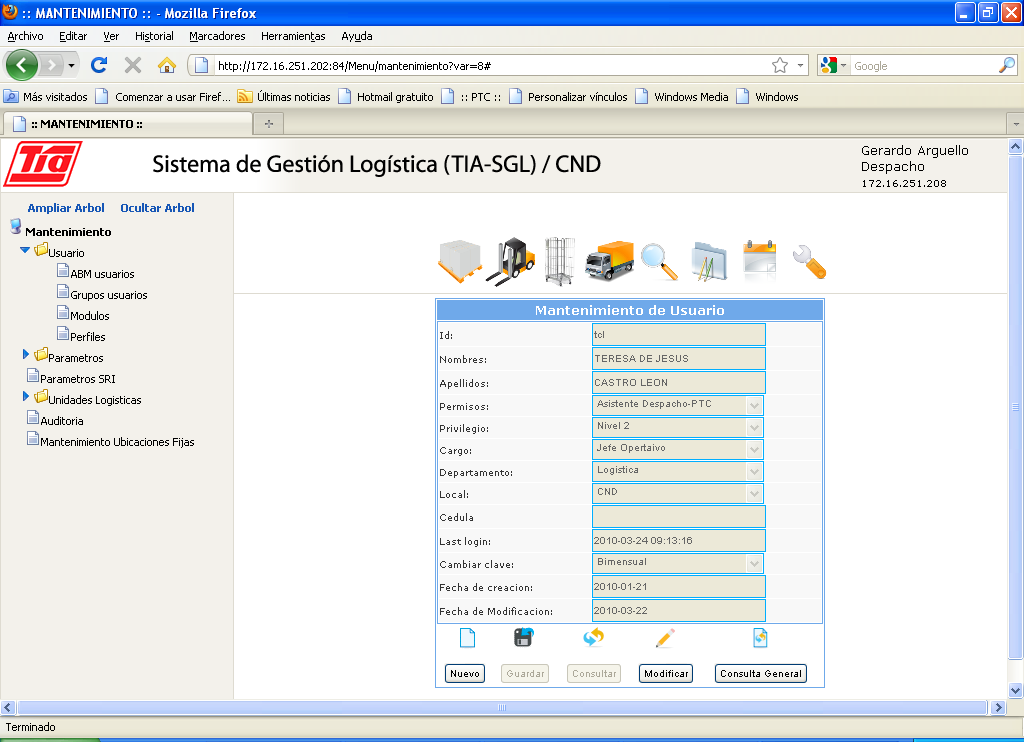 :: MANTENIMIENTO :: - Mozilla Firefox
Archivo Editar Ver Historial Marcadores Herramientas Ayuda
http://172.16.251.202:84/Menu/mantenimiento?var=8#
Google
Más visitados Comenzar a usar Firef... Últimas noticias Hotmail gratuito :: PTC :: Personalizar vínculos Windows Media Windows
:: MANTENIMIENTO ::
Tia
Sistema de Gestión Logística (TIA-SGL) / CND
Gerardo Arguello
Despacho
172.16.251.208
Ampliar Arbol Ocultar Arbol
Mantenimiento
Usuario
ABM usuarios
Grupos usuarios
Modulos
Perfiles
Parametros
Parametros SRI
Unidades Logisticas
Auditoria
Mantenimiento Ubicaciones Fijas
Mantenimiento de Usuario
Id: tcl
Nombres: TERESA DE JESUS
Apellidos: CASTRO LEON
Permisos: Asistente Despacho-PTC
Privilegio: Nivel 2
Cargo: Jefe Opertaivo
Departamento: Logistica
Local: CND
Cedula
Last login: 2010-03-24 09:13:16
Cambiar clave: Bimensual
Fecha de creacion: 2010-01-21
Fecha de Modificacion: 2010-03-22
Nuevo Guardar Consultar Modificar Consulta General
Terminado